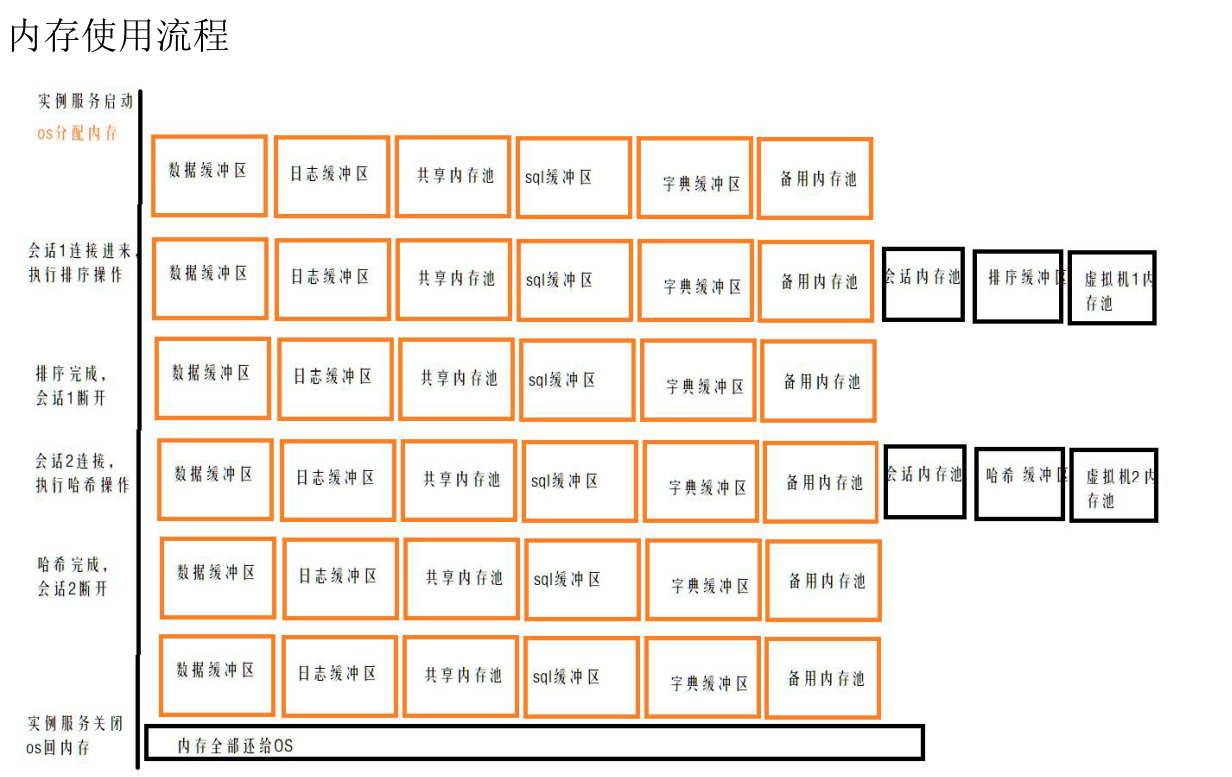 内存使用流程
实例服务启动
os分配内存
数据缓冲区
日志缓冲区
共享内存池
sql缓冲区
字典缓冲区
备用内存池
会话1连接进来,
执行排序操作
数据缓冲区
日志缓冲区
共享内存池
sql缓冲区
字典缓冲区
备用内存池
会话内存池
排序缓冲区
虚拟机1内
存池
排序完成,
会话1断开
数据缓冲区
日志缓冲区
共享内存池
sql缓冲区
字典缓冲区
备用内存池
会话2连接,
执行哈希操作
数据缓冲区
日志缓冲区
共享内存池
sql缓冲区
字典缓冲区
备用内存池
会话内存池
哈希 缓冲区
虚拟机2内
存池
哈希完成,
会话2断开
数据缓冲区
日志缓冲区
共享内存池
sql缓冲区
字典缓冲区
备用内存池
数据缓冲区
日志缓冲区
共享内存池
sql缓冲区
字典缓冲区
备用内存池
实例服务关闭
os回内存
内存全部还给OS